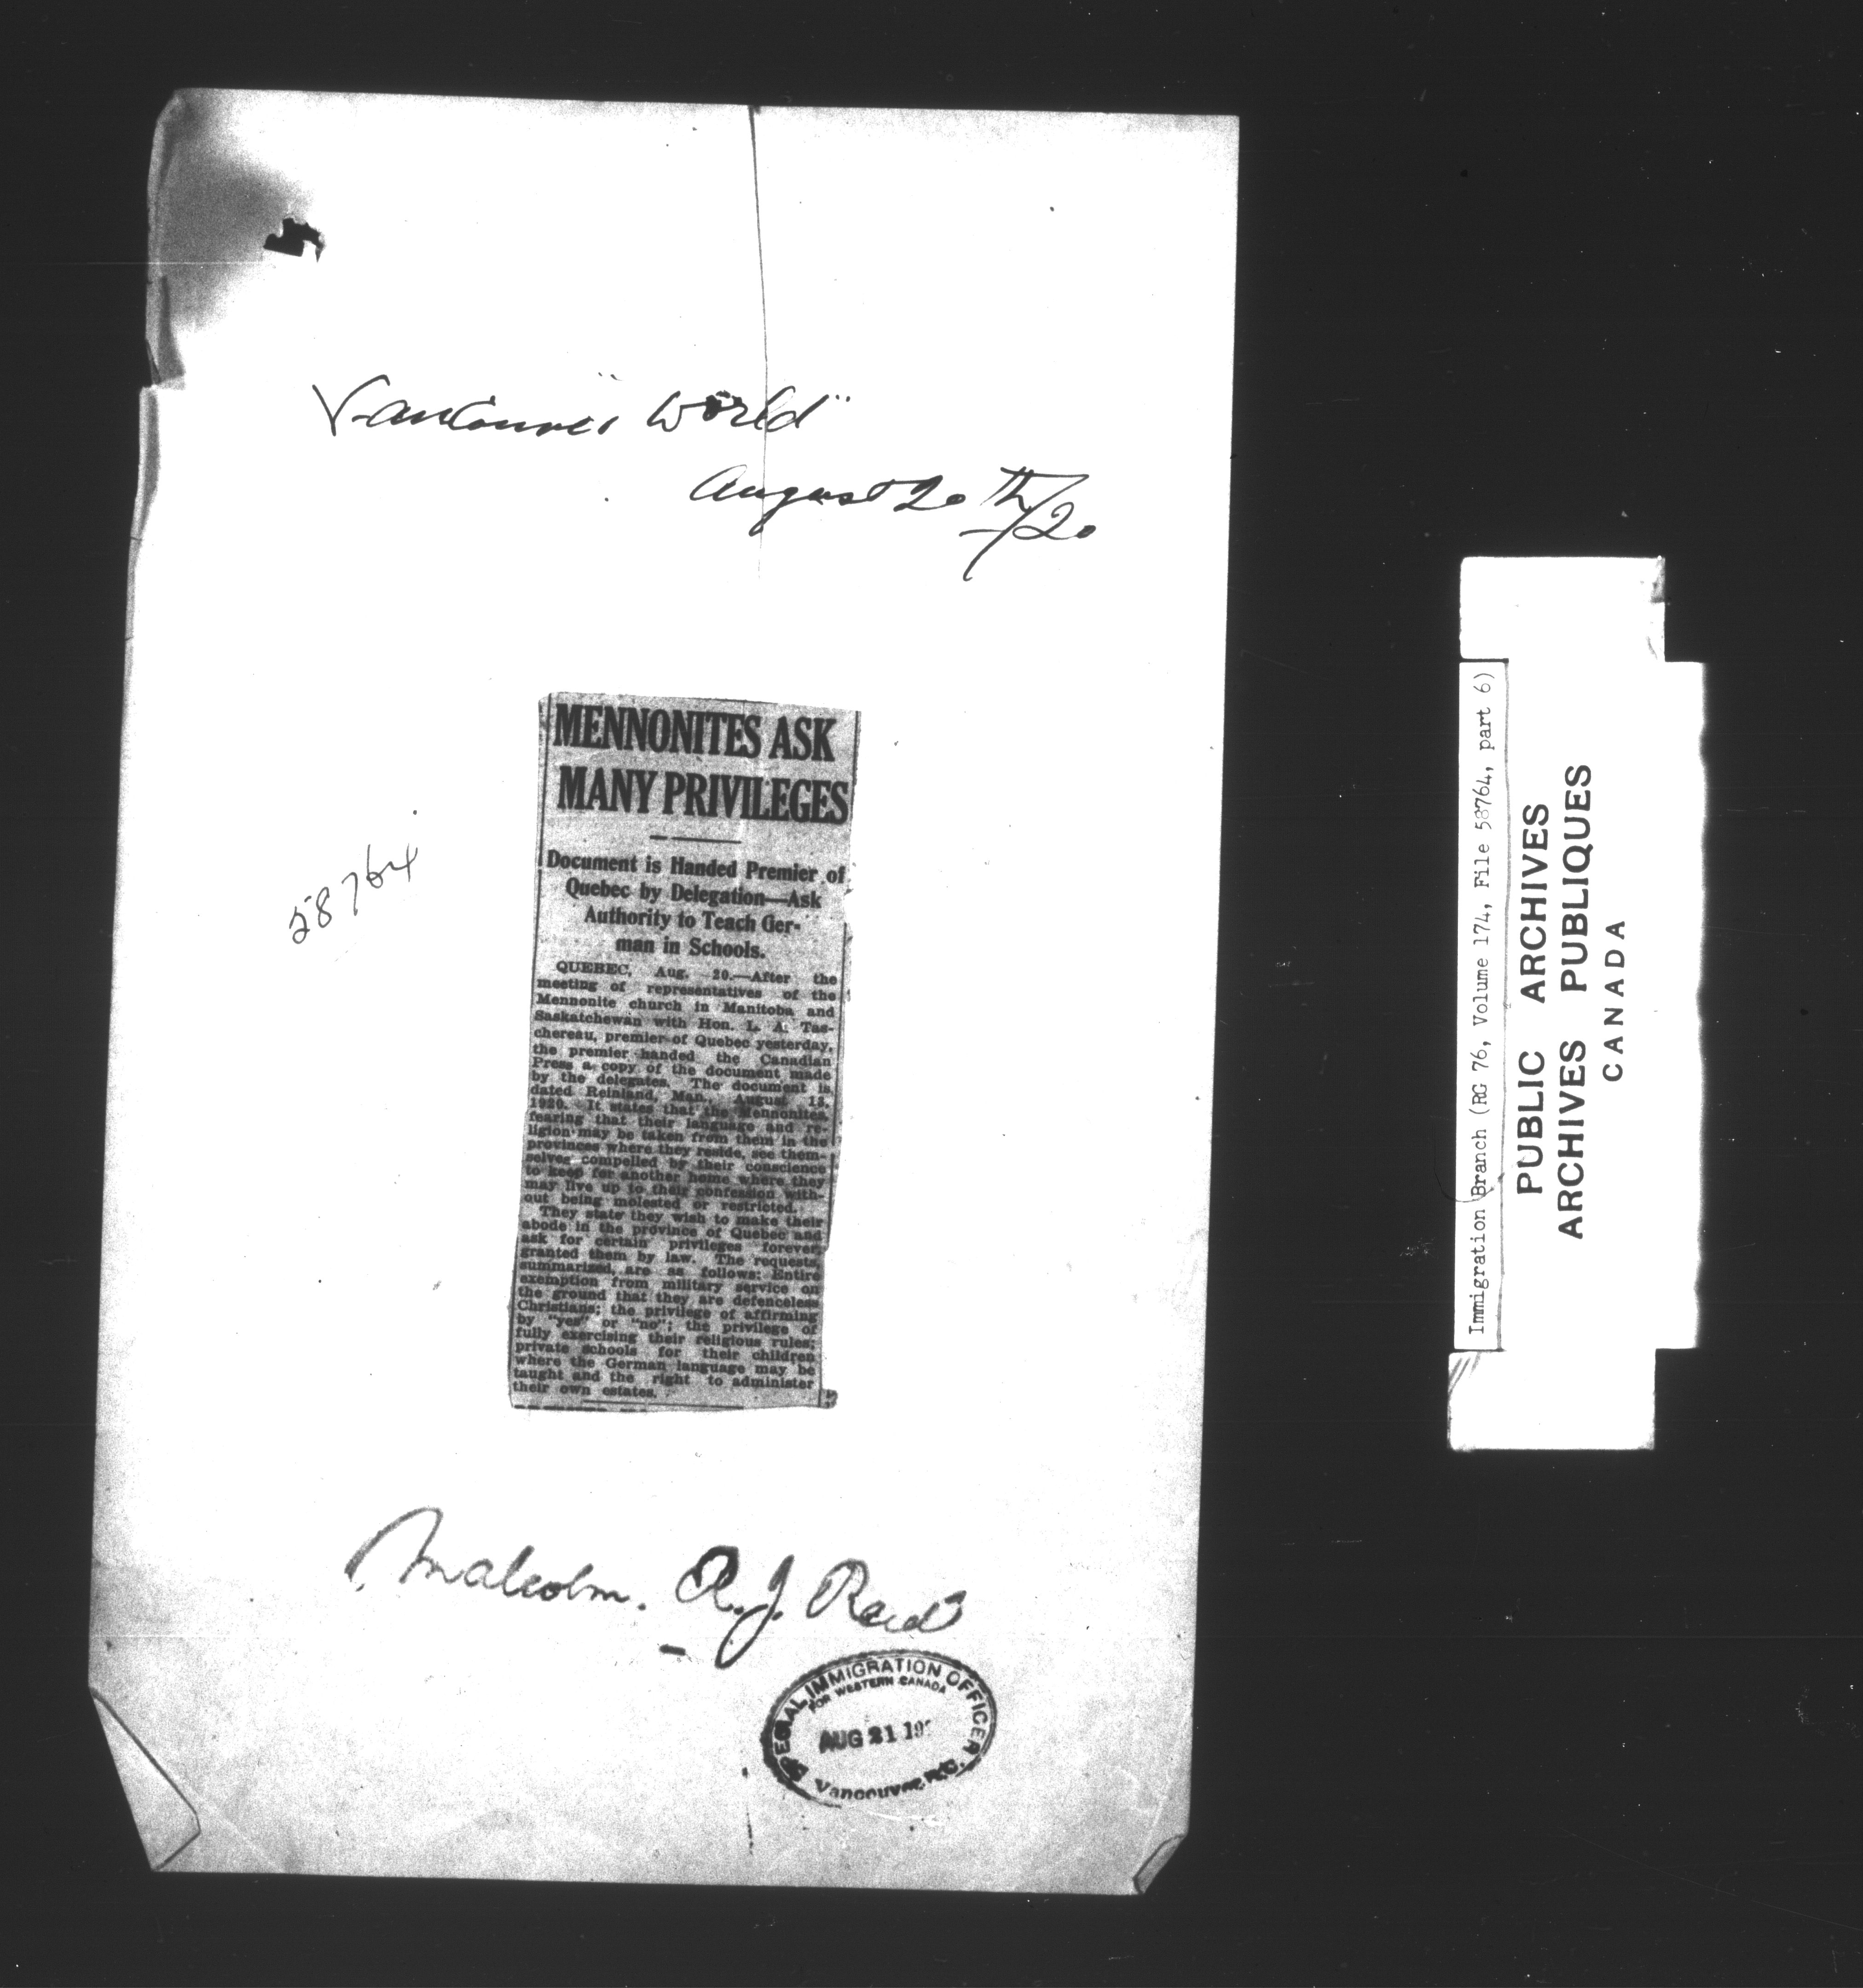 Vancouver "World"
August 20th/20
58764
MENNONITES ASK
MANY PRIVILEGES
Document is Handed Premier of
Quebec by Delegation—Ask
Authority to Teach Ger-
man in Schools.
QUEBEC, Aug. 20.—After the
meeting of representatives of the
Mennonite church in Manitoba and
Saskatchewan with Hon. L. A. Tas-
chereau, premier of Quebec yesterday,
the premier handed the Canadian
Press a copy of the document made
by the delegates. The document is
dated Reinland, Man., August 13,
1920. It states that the Mennonites,
fearing that their language and re-
ligion may be taken from them in the
provinces where they reside, see them-
selves compelled by their conscience
to keep for another home where they
may live up to their confession with-
out being molested or restricted.
They state they wish to make their
abode in the province of Quebec and
ask for certain privileges forever
granted them by law. The requests,
summarized, are as follows: Entire
exemption from military service on
the ground that they are defenceless
Christians; the privilege of affirming
by "yes" or "no"; the privilege of
fully exercising their religious rules;
private schools for their children
where the German language may be
taught and the right to administer
their own estates.
Malcolm. R. J. Reid
SPECIAL IMMIGRATION OFFICER
FOR WESTERN CANADA
AUG 21 19
Vancouver, B.C.
Immigration Branch (RG 76, Volume 174, File 58764, part 6)
PUBLIC ARCHIVES
ARCHIVES PUBLIQUES
CANADA